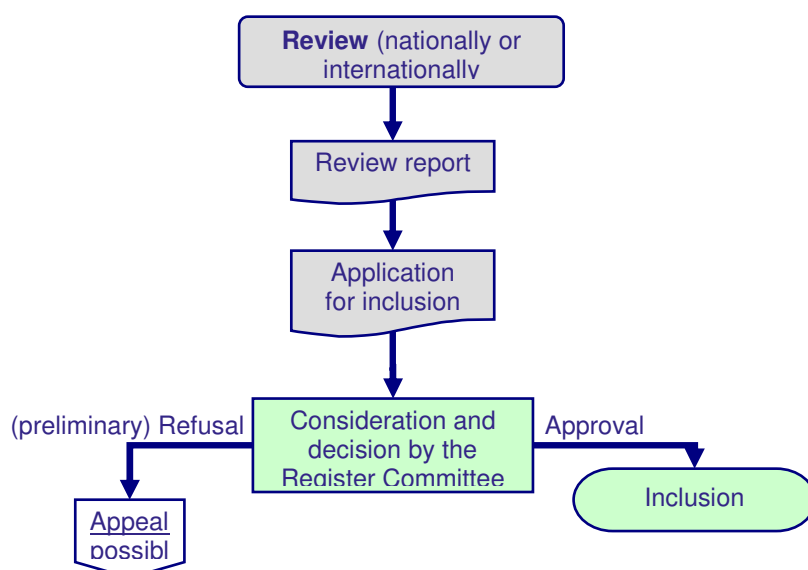 Review (nationally or
internationally
Review report
Application
for inclusion
(preliminary) Refusal
Consideration and
decision by the
Register Committee
Approval
Inclusion
Appeal
possibl